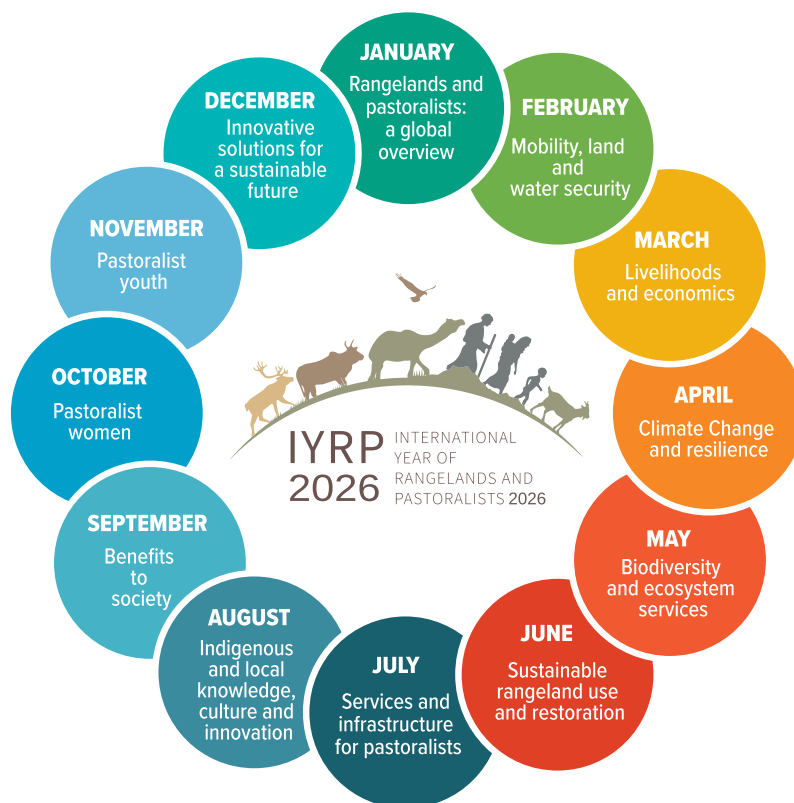 JANUARY
Rangelands and
pastoralists:
a global
overview
FEBRUARY
Mobility, land
and
water security
MARCH
Livelihoods
and economics
APRIL
Climate Change
and resilience
MAY
Biodiversity
and ecosystem
services
JUNE
Sustainable
rangeland use
and restoration
JULY
Services and
infrastructure
for pastoralists
AUGUST
Indigenous
and local
knowledge,
culture and
innovation
SEPTEMBER
Benefits
to
society
OCTOBER
Pastoralist
women
NOVEMBER
Pastoralist
youth
DECEMBER
Innovative
solutions for
a sustainable
future
IYRP
2026
INTERNATIONAL
YEAR OF
RANGELANDS AND
PASTORALISTS 2026